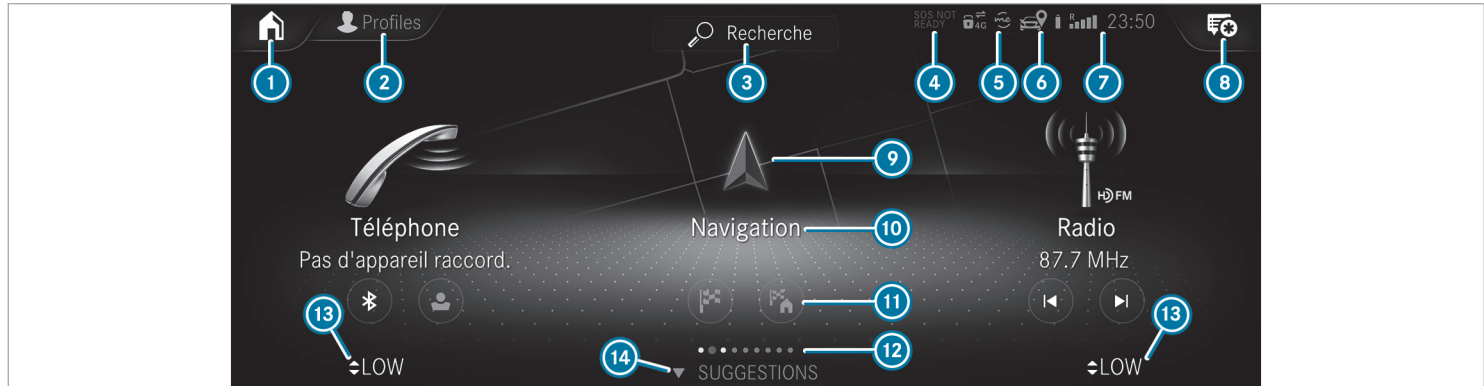 Profiles
Recherche
SOS NOT
READY
4G
me
R
23:50
1
2
3
4
5
6
7
8
9
HD FM
Téléphone
Navigation
10
Radio
Pas d'appareil raccord.
87.7 MHz
11
13
13
12
14
LOW
LOW
SUGGESTIONS